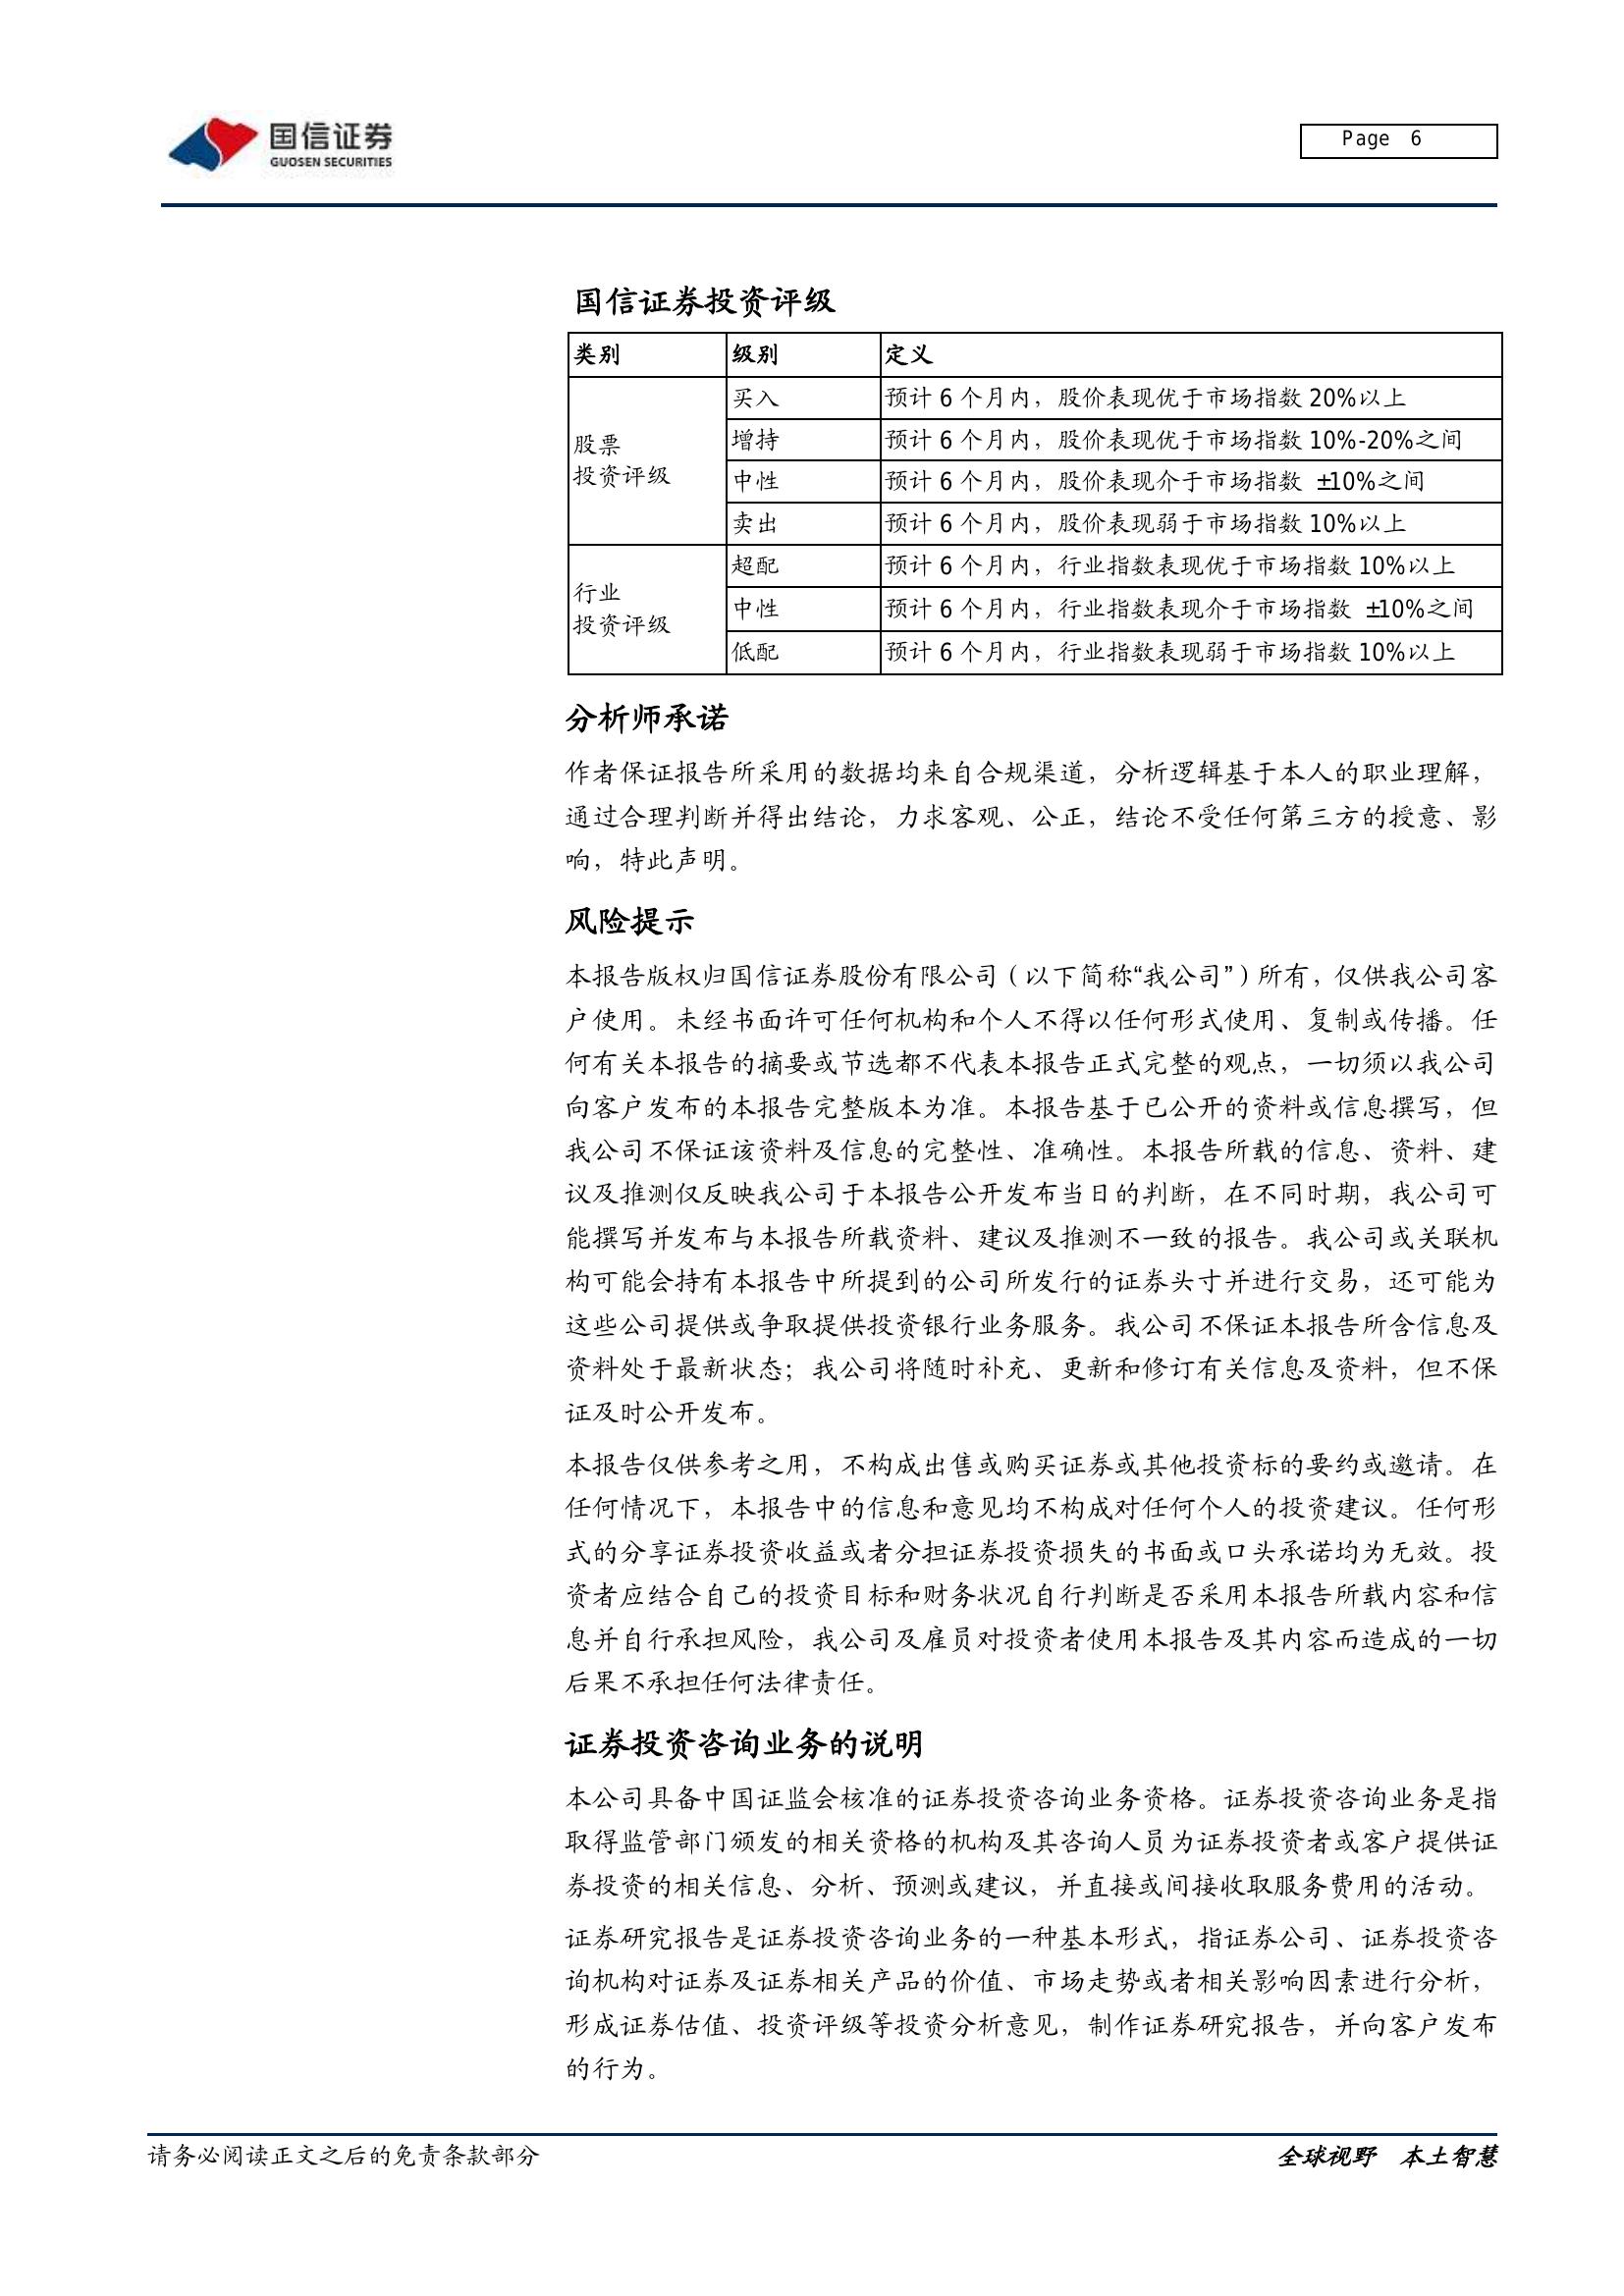 国信证券
GUOSEN SECURITIES
Page 6
国信证券投资评级
类别 级别 定义
股票
投资评级
买入 预计 6 个月内，股价表现优于市场指数 20%以上
增持 预计 6 个月内，股价表现优于市场指数 10%-20%之间
中性 预计 6 个月内，股价表现介于市场指数 ±10%之间
卖出 预计 6 个月内，股价表现弱于市场指数 10%以上
行业
投资评级
超配 预计 6 个月内，行业指数表现优于市场指数 10%以上
中性 预计 6 个月内，行业指数表现介于市场指数 ±10%之间
低配 预计 6 个月内，行业指数表现弱于市场指数 10%以上
分析师承诺
作者保证报告所采用的数据均来自合规渠道，分析逻辑基于本人的职业理解，
通过合理判断并得出结论，力求客观、公正，结论不受任何第三方的授意、影
响，特此声明。
风险提示
本报告版权归国信证券股份有限公司（以下简称“我公司”）所有，仅供我公司客
户使用。未经书面许可任何机构和个人不得以任何形式使用、复制或传播。任
何有关本报告的摘要或节选都不代表本报告正式完整的观点，一切须以我公司
向客户发布的本报告完整版本为准。本报告基于已公开的资料或信息撰写，但
我公司不保证该资料及信息的完整性、准确性。本报告所载的信息、资料、建
议及推测仅反映我公司于本报告公开发布当日的判断，在不同时期，我公司可
能撰写并发布与本报告所载资料、建议及推测不一致的报告。我公司或关联机
构可能会持有本报告中所提到的公司所发行的证券头寸并进行交易，还可能为
这些公司提供或争取提供投资银行业务服务。我公司不保证本报告所含信息及
资料处于最新状态；我公司将随时补充、更新和修订有关信息及资料，但不保
证及时公开发布。
本报告仅供参考之用，不构成出售或购买证券或其他投资标的要约或邀请。在
任何情况下，本报告中的信息和意见均不构成对任何个人的投资建议。任何形
式的分享证券投资收益或者分担证券投资损失的书面或口头承诺均为无效。投
资者应结合自己的投资目标和财务状况自行判断是否采用本报告所载内容和信
息并自行承担风险，我公司及雇员对投资者使用本报告及其内容而造成的一切
后果不承担任何法律责任。
证券投资咨询业务的说明
本公司具备中国证监会核准的证券投资咨询业务资格。证券投资咨询业务是指
取得监管部门颁发的相关资格的机构及其咨询人员为证券投资者或客户提供证
券投资的相关信息、分析、预测或建议，并直接或间接收取服务费用的活动。
证券研究报告是证券投资咨询业务的一种基本形式，指证券公司、证券投资咨
询机构对证券及证券相关产品的价值、市场走势或者相关影响因素进行分析，
形成证券估值、投资评级等投资分析意见，制作证券研究报告，并向客户发布
的行为。
请务必阅读正文之后的免责条款部分 全球视野 本土智慧